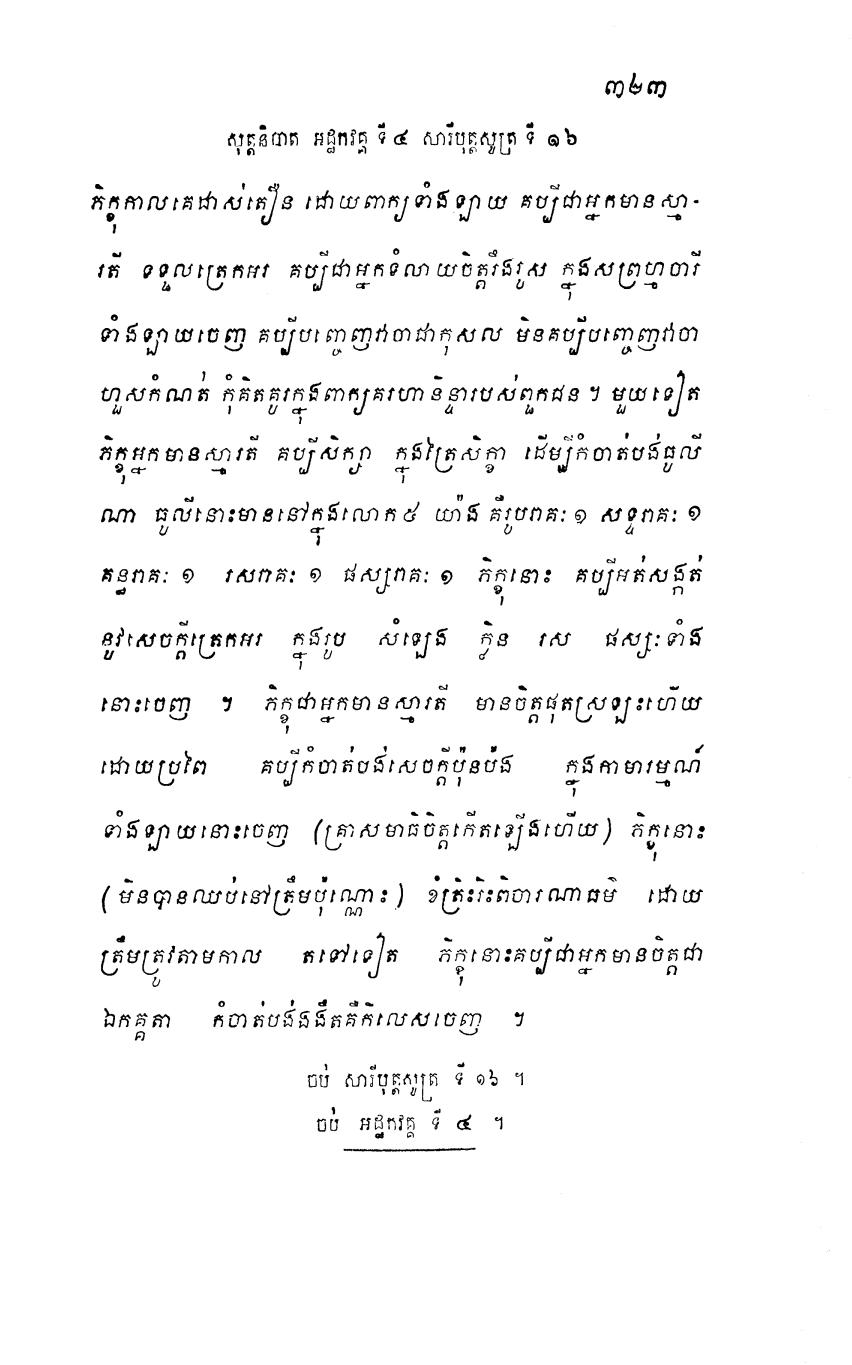 ៣២៣
សុត្តនិបាត អដ្ឋកវគ្គ ទី ៤ សារីបុត្តសូត្រ ទី ១៦
ភិក្ខុកាលគេដាស់តឿន ដោយពាក្យទាំងឡាយ គប្បីជាអ្នកមានស្មា-
រតី ទទួលត្រេកអរ គប្បីជាអ្នកទំលាយចិត្តរឹងរូស ក្នុងសព្រហ្មចារី
ទាំងឡាយចេញ គប្បីបញ្ចេញវាចាជាកុសល មិនគប្បីបញ្ចេញវាចា
ហួសកំណត់ កុំគិតគូរក្នុងពាក្យគរហានិន្ទារបស់ពួកជន ។ មួយទៀត
ភិក្ខុអ្នកមានស្មារតី គប្បីសិក្សា ក្នុងត្រៃសិក្ខា ដើម្បីកំចាត់បង់ធូលី
ណា ធូលីនោះមាននៅក្នុងលោក ៥ យ៉ាង គឺរូបរាគៈ ១ សទ្ទរាគៈ ១
គន្ធរាគៈ ១ រសរាគៈ ១ ផស្សរាគៈ ១ ភិក្ខុនោះ គប្បីអត់សង្កត់
នូវសេចក្តីត្រេកអរ ក្នុងរូប សំឡេង ក្លិន រស ផស្សៈទាំង
នោះចេញ ។ ភិក្ខុជាអ្នកមានស្មារតី មានចិត្តផុតស្រឡះហើយ
ដោយប្រពៃ គប្បីកំចាត់បង់សេចក្តីប៉ុនប៉ង ក្នុងកាមារម្មណ៍
ទាំងឡាយនោះចេញ (គ្រាសមាធិចិត្តកើតឡើងហើយ) ភិក្ខុនោះ
(មិនបានឈប់នៅត្រឹមប៉ុណ្ណោះ) ខំត្រិះរិះពិចារណាធម៌ ដោយ
ត្រឹមត្រូវតាមកាល តទៅទៀត ភិក្ខុនោះគប្បីជាអ្នកមានចិត្តជា
ឯកគ្គតា កំចាត់បង់ងងឹតគឺកិលេសចេញ ។
ចប់ សារីបុត្តសូត្រ ទី ១៦ ។
ចប់ អដ្ឋកវគ្គ ទី ៤ ។